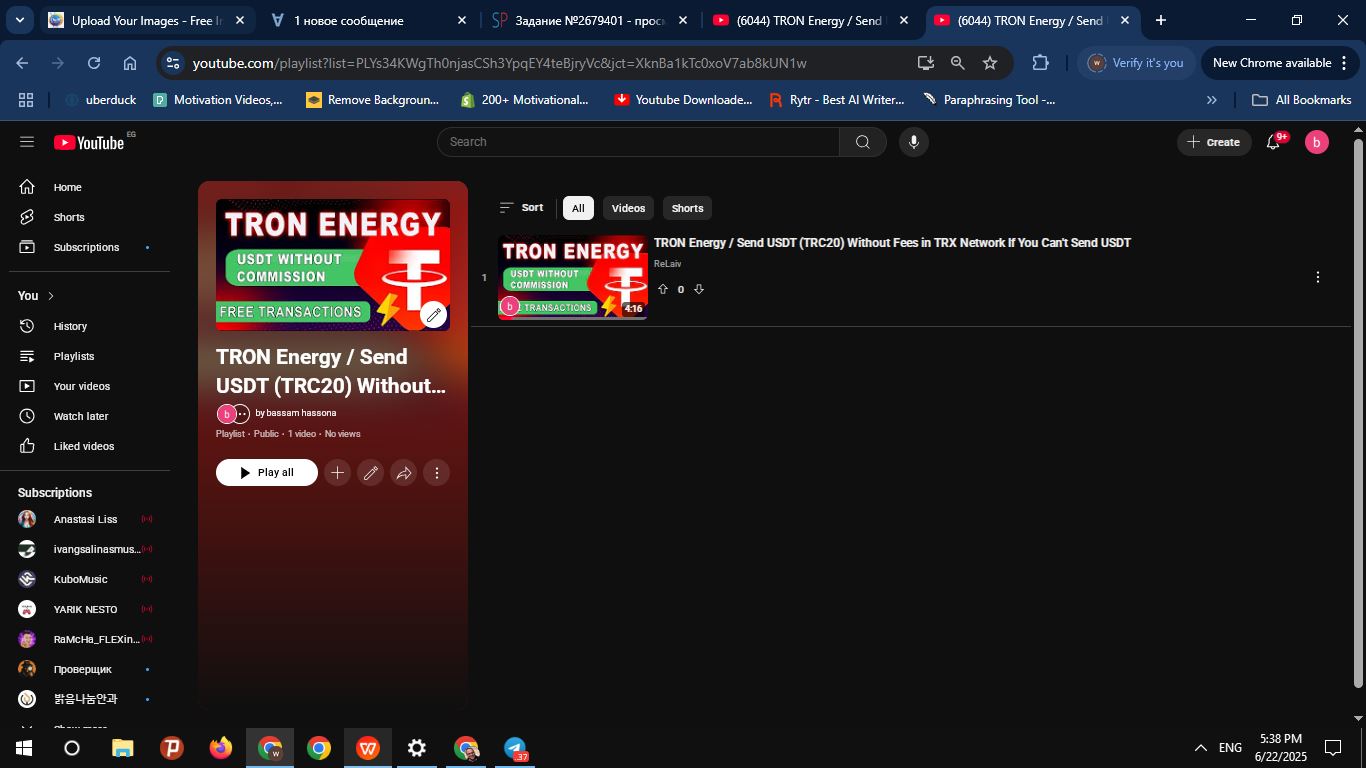 Upload Your Images - Free I
1 новое сообщение
Задание №2679401 - прос
(6044) TRON Energy / Send
(6044) TRON Energy / Send
youtube.com/playlist?list=PLYs34KWgTh0njasCSh3YpqEY4teBjryVc&jct=XknBa1kTc0xoV7ab8kUN1w
Verify it's you
New Chrome available
uberduck
Motivation Videos,...
Remove Backgroun...
200+ Motivational...
Youtube Downloade...
Rytr - Best AI Writer...
Paraphrasing Tool -...
All Bookmarks
YouTube EG
Search
Create
9+
b
Home
Shorts
Subscriptions
You
History
Playlists
Your videos
Watch later
Liked videos
Subscriptions
Anastasi Liss
ivangsalinasmus...
KuboMusic
YARIK NESTO
RaMcHa_FLEXin...
Проверщик
밝음나눔안과
TRON ENERGY
USDT WITHOUT
COMMISSION
FREE TRANSACTIONS
TRON Energy / Send
USDT (TRC20) Without...
b
by bassam hassona
Playlist · Public · 1 video · No views
Play all
Sort
All
Videos
Shorts
1
TRON ENERGY
USDT WITHOUT
COMMISSION
b
TRANSACTIONS
4:16
TRON Energy / Send USDT (TRC20) Without Fees in TRX Network If You Can't Send USDT
ReLaiv
0
37
ENG
5:38 PM
6/22/2025